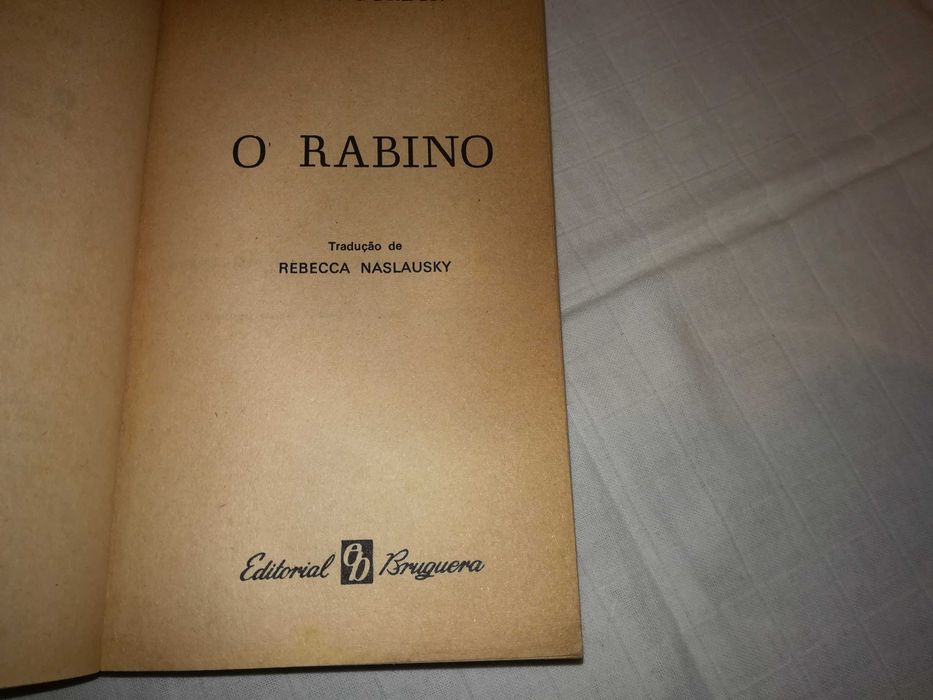 O RABINO
Tradução de
REBECCA NASLAUSKY
Editorial Bruguera